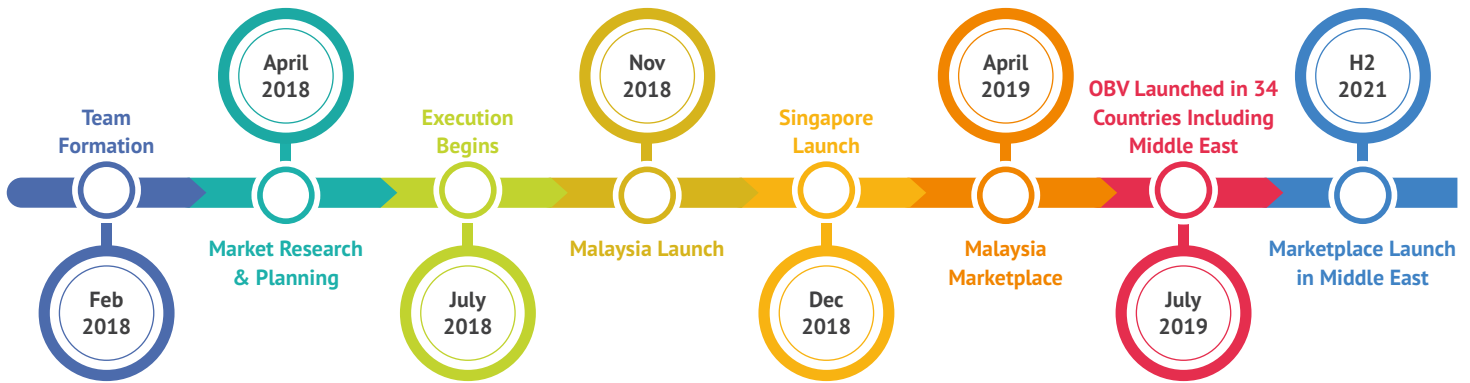 Team
Formation
Feb
2018
April
2018
Market Research
& Planning
Execution
Begins
July
2018
Nov
2018
Malaysia Launch
Singapore
Launch
Dec
2018
April
2019
Malaysia
Marketplace
OBV Launched in 34
Countries Including
Middle East
July
2019
H2
2021
Marketplace Launch
in Middle East